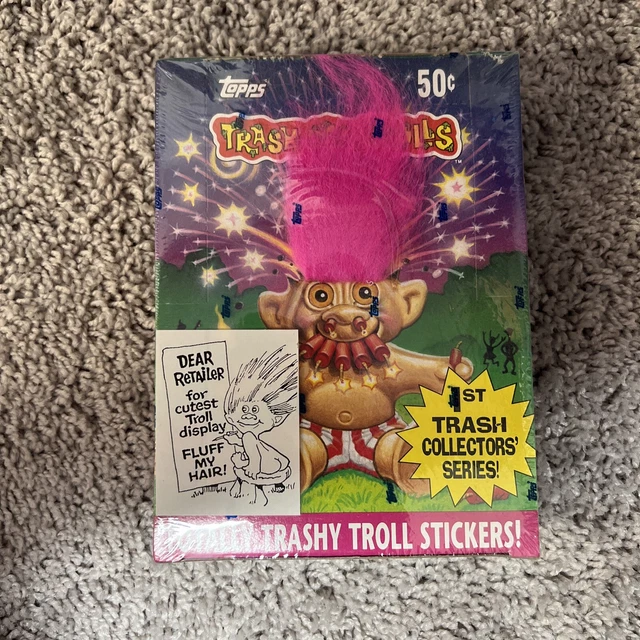 Topps
50¢
TRASH
TM
DEAR
RETAILER
for
cutest
Troll
display
FLUFF
MY
HAIR!
1ST
TRASH
COLLECTORS'
SERIES!
TRASHY TROLL STICKERS!